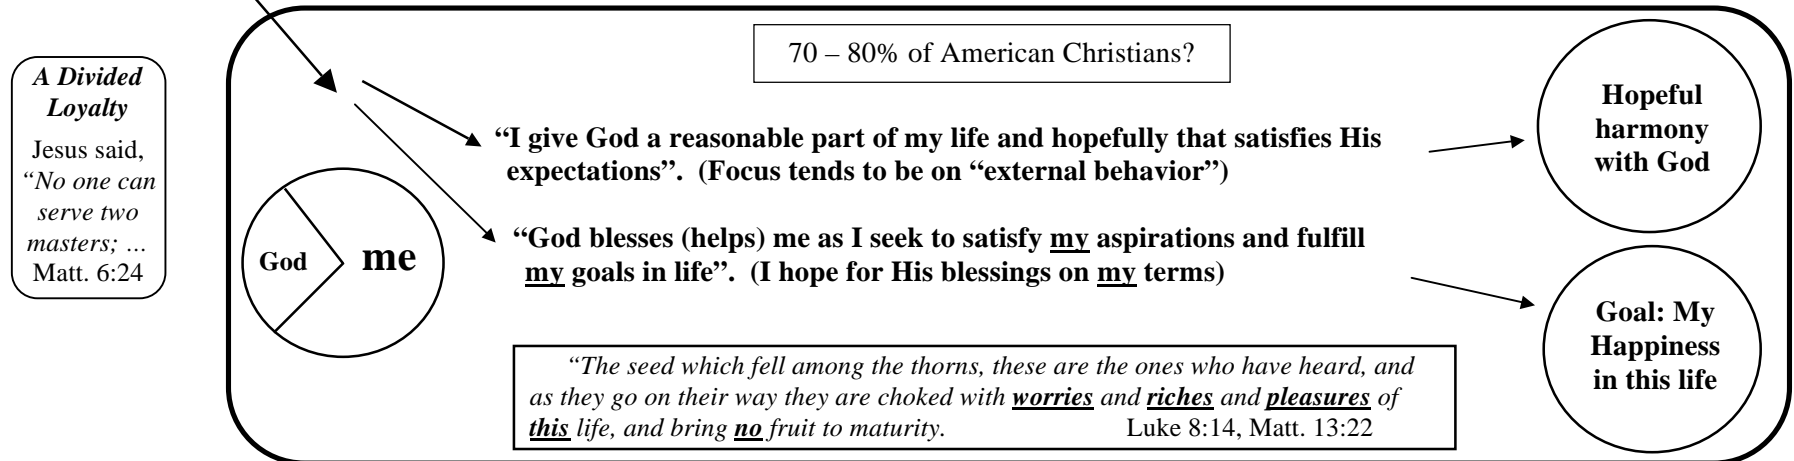 A Divided
Loyalty
Jesus said,
“No one can
serve two
masters; ...
Matt. 6:24
70 – 80% of American Christians?
“I give God a reasonable part of my life and hopefully that satisfies His
expectations”. (Focus tends to be on “external behavior”)
Hopeful
harmony
with God
God
me
“God blesses (helps) me as I seek to satisfy my aspirations and fulfill
my goals in life”. (I hope for His blessings on my terms)
Goal: My
Happiness
in this life
“The seed which fell among the thorns, these are the ones who have heard, and
as they go on their way they are choked with worries and riches and pleasures of
this life, and bring no fruit to maturity. Luke 8:14, Matt. 13:22